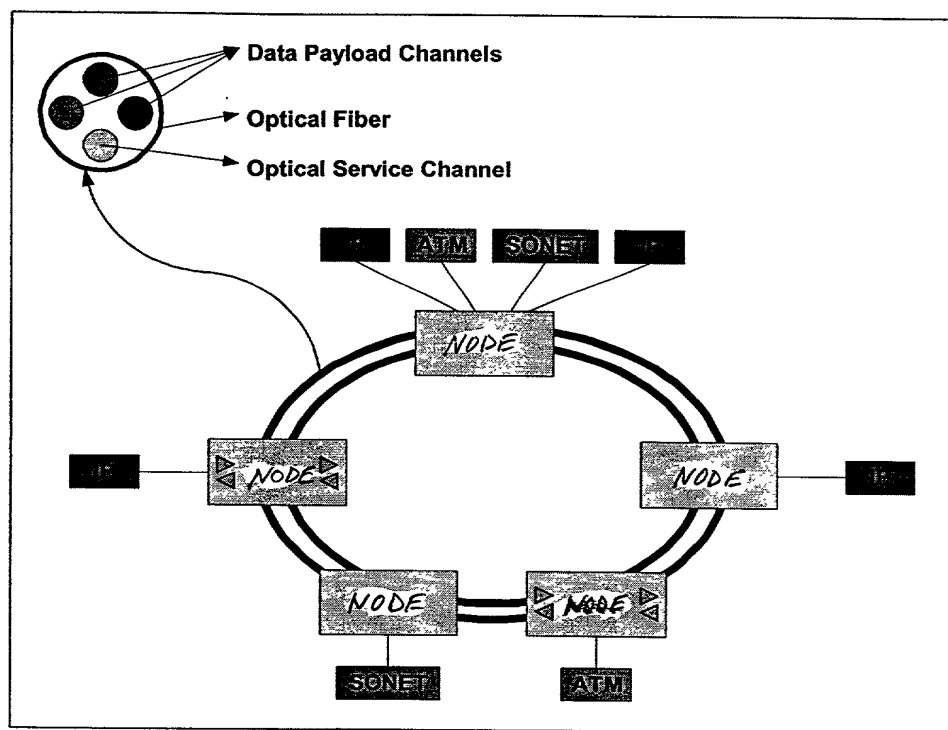 Data Payload Channels
Optical Fiber
Optical Service Channel
ATM SONET
NODE
NODE
NODE
NODE
NODE
SONET
ATM